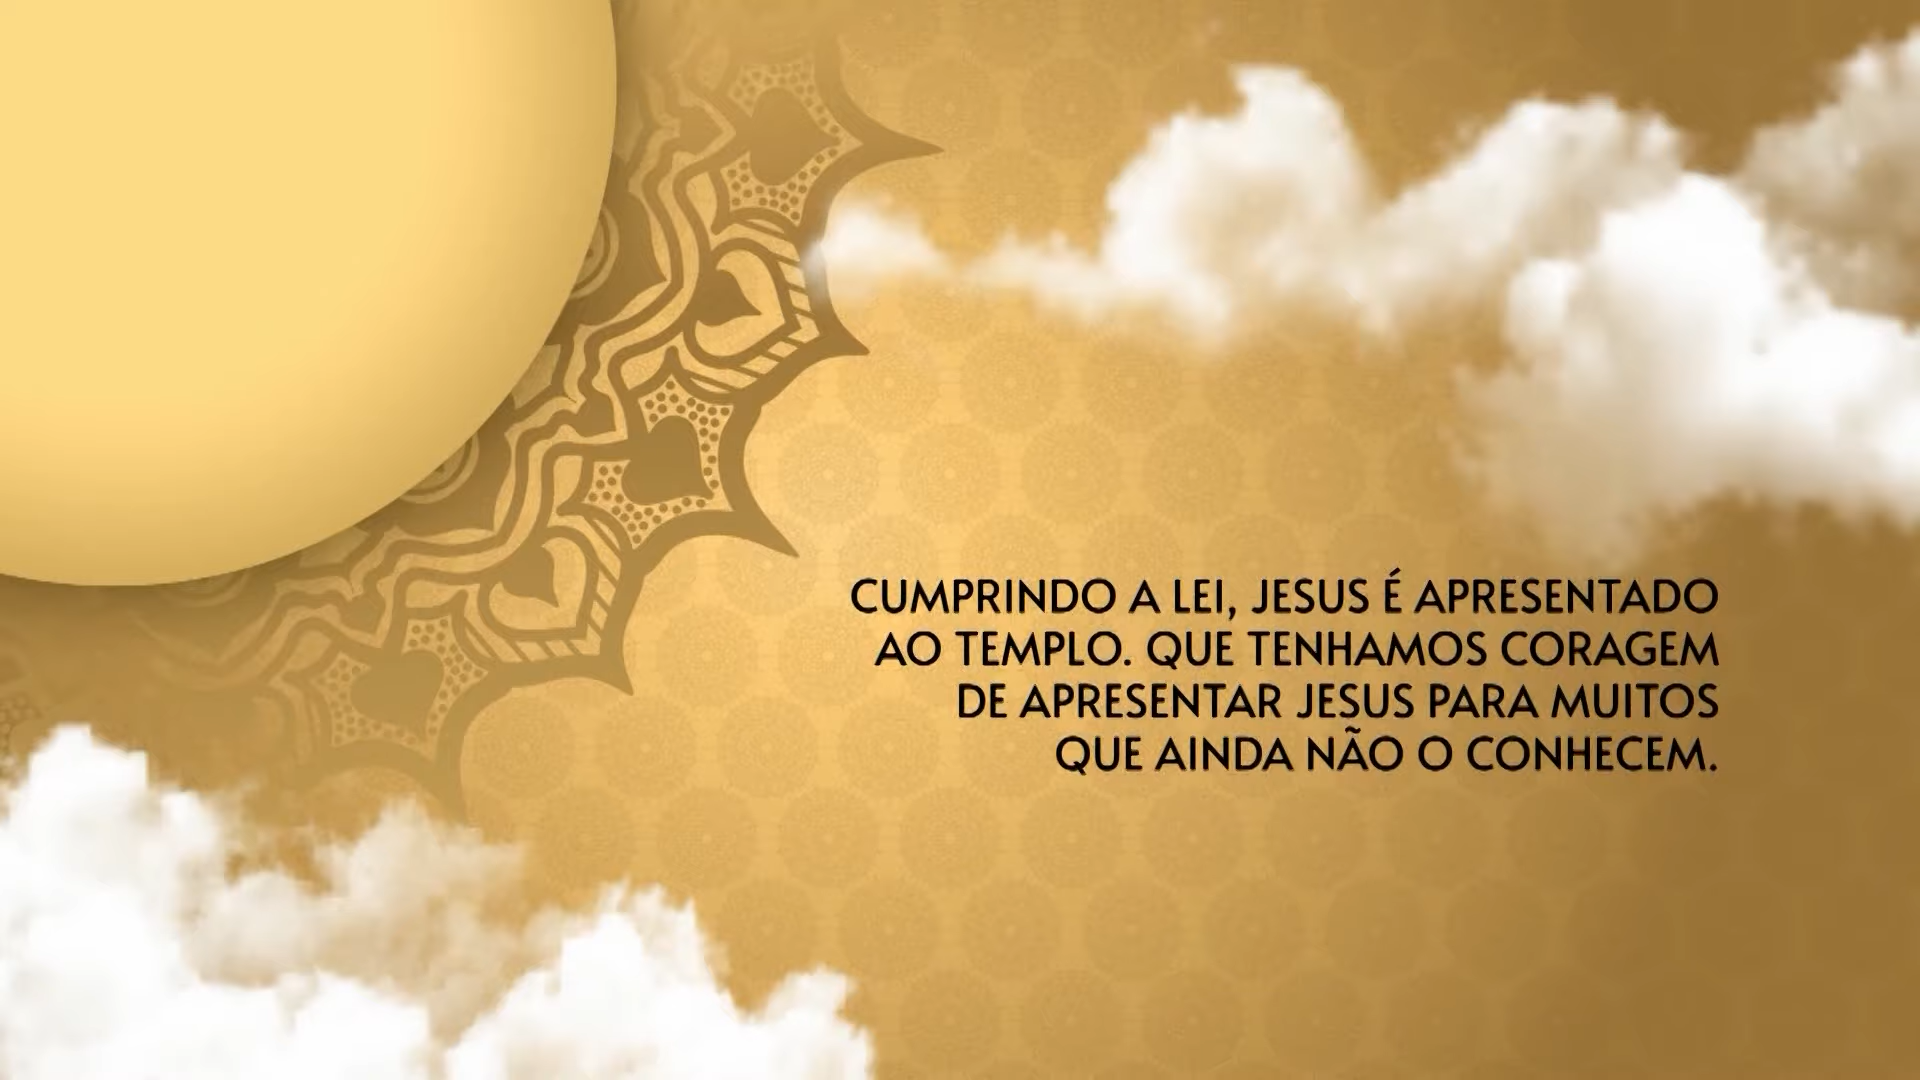 CUMPRINDO A LEI, JESUS É APRESENTADO
AO TEMPLO. QUE TENHAMOS CORAGEM
DE APRESENTAR JESUS PARA MUITOS
QUE AINDA NÃO O CONHECEM.